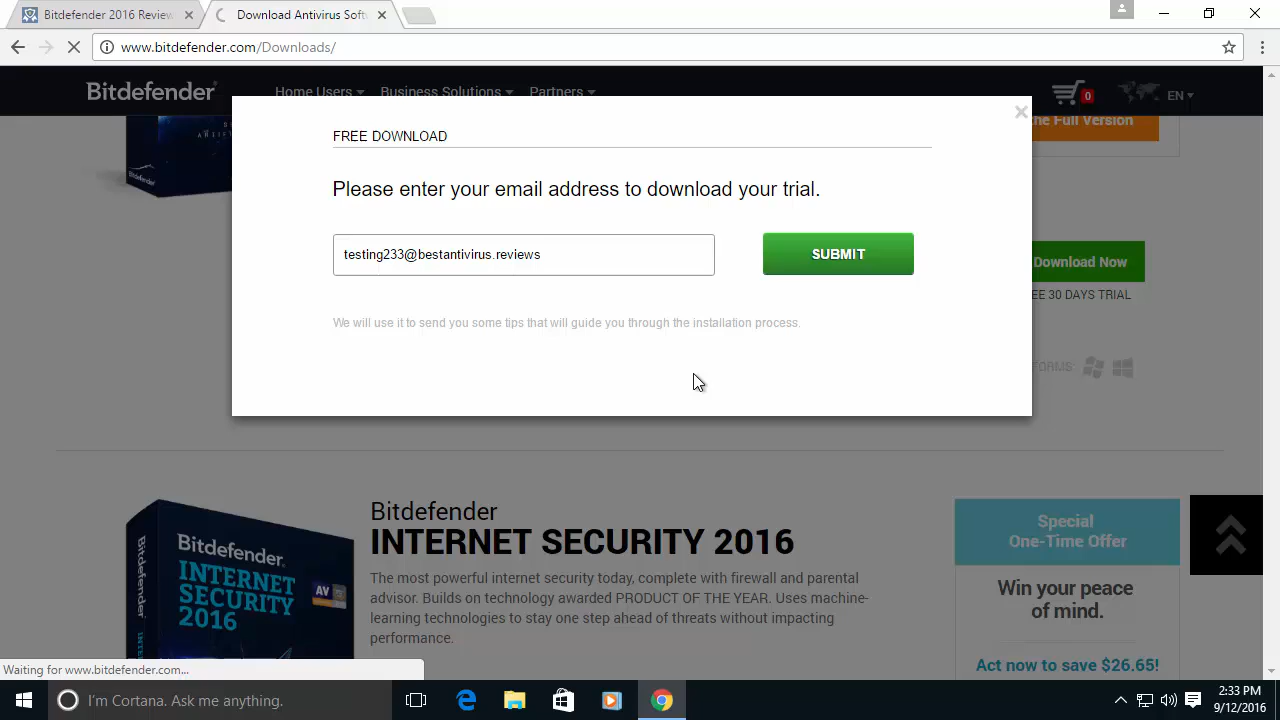 Bitdefender 2016 Review
Download Antivirus Soft
www.bitdefender.com/Downloads/
Bitdefender
Home Users
Business Solutions
Partners
0
EN
FREE DOWNLOAD
the Full Version
Please enter your email address to download your trial.
testing233@bestantivirus.reviews
SUBMIT
Download Now
EE 30 DAYS TRIAL
We will use it to send you some tips that will guide you through the installation process.
FORMS:
Bitdefender
INTERNET SECURITY 2016
The most powerful internet security today, complete with firewall and parental
advisor. Builds on technology awarded PRODUCT OF THE YEAR. Uses machine-
learning technologies to stay one step ahead of threats without impacting
performance.
Bitdefender
INTERNET
SECURITY
2016
AV
Special
One-Time Offer
Win your peace
of mind.
Act now to save $26.65!
Waiting for www.bitdefender.com...
I'm Cortana. Ask me anything.
2:33 PM
9/12/2016